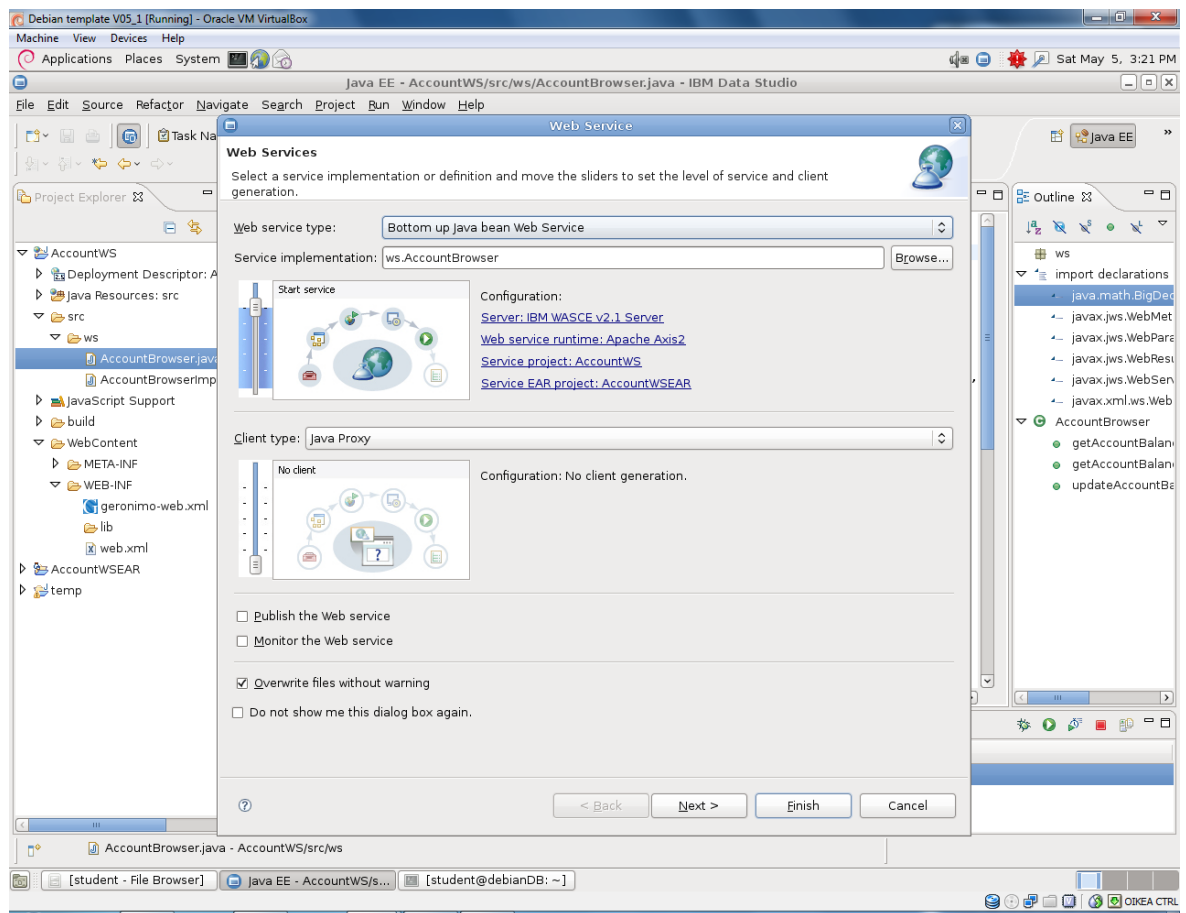 Debian template V05_1 [Running] - Oracle VM VirtualBox
Machine View Devices Help
Applications Places System
Sat May 5, 3:21 PM
Java EE - AccountWS/src/ws/AccountBrowser.java - IBM Data Studio
File Edit Source Refactor Navigate Search Project Run Window Help
Task Na
Java EE
»
Web Service
Web Services
Select a service implementation or definition and move the sliders to set the level of service and client
generation.
Project Explorer
AccountWS
Deployment Descriptor: A
Java Resources: src
src
ws
AccountBrowser.java
AccountBrowserImp
JavaScript Support
build
WebContent
META-INF
WEB-INF
geronimo-web.xml
lib
web.xml
AccountWSEAR
temp
Web service type: Bottom up Java bean Web Service
Service implementation: ws.AccountBrowser Browse...
Start service
Configuration:
Server: IBM WASCE v2.1 Server
Web service runtime: Apache Axis2
Service project: AccountWS
Service EAR project: AccountWSEAR
Client type: Java Proxy
No client
Configuration: No client generation.
Publish the Web service
Monitor the Web service
Overwrite files without warning
Do not show me this dialog box again.
< Back Next > Finish Cancel
Outline
ws
import declarations
java.math.BigDec
javax.jws.WebMet
javax.jws.WebPara
javax.jws.WebResu
javax.jws.WebServ
javax.xml.ws.Web
AccountBrowser
getAccountBalan
getAccountBalan
updateAccountBa
AccountBrowser.java - AccountWS/src/ws
[student - File Browser] Java EE - AccountWS/s... [student@debianDB: ~]
ΟΙΚΕΑ CTRL